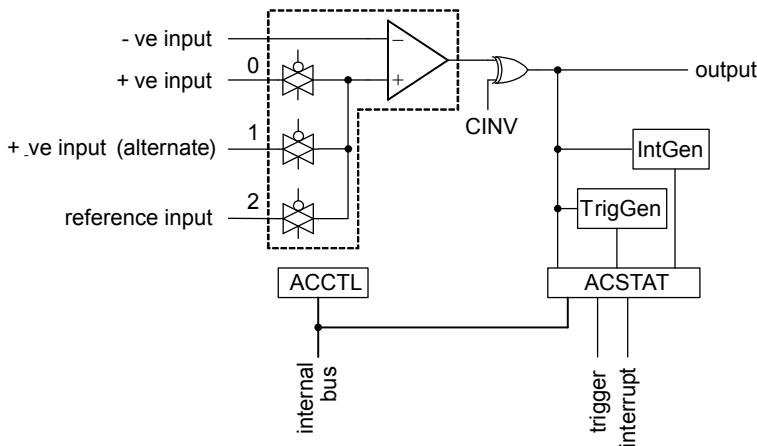 - ve input
−
0
+ ve input
+
output
CINV
1
+ ve input (alternate)
IntGen
2
reference input
TrigGen
ACCTL
ACSTAT
internal
bus
trigger
interrupt